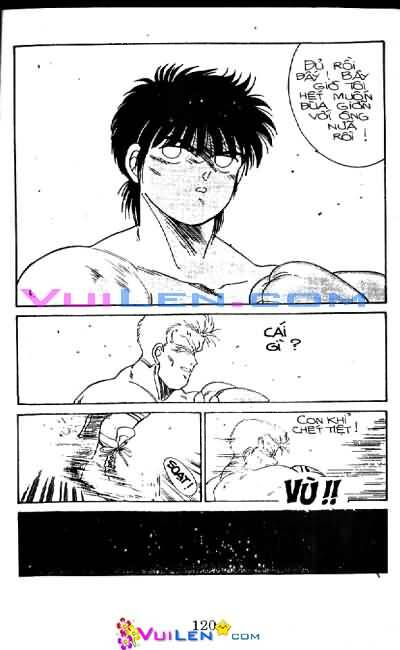 ĐỦ RỒI
ĐẤY! BÂY
GIỜ TÔI
HẾT MUỐN
ĐÙA GIỠN
VỚI ÔNG
NỮA
RỒI!
VUILEN.COM
CÁI
GÌ?
SOẠT!
CON KHỈ
CHẾT TIỆT!
VÙ!!
120
VUILEN.COM